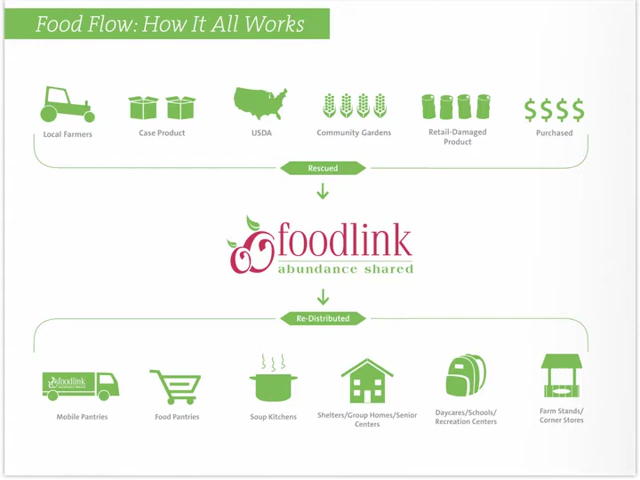 Food Flow: How It All Works
Local Farmers
Case Product
USDA
Community Gardens
Retail-Damaged
Product
$$$$
Purchased
Rescued
foodlink
abundance shared
Re-Distributed
foodlink
Mobile Pantries
Food Pantries
Soup Kitchens
Shelters/Group Homes/Senior
Centers
Daycares/Schools/
Recreation Centers
Farm Stands/
Corner Stores